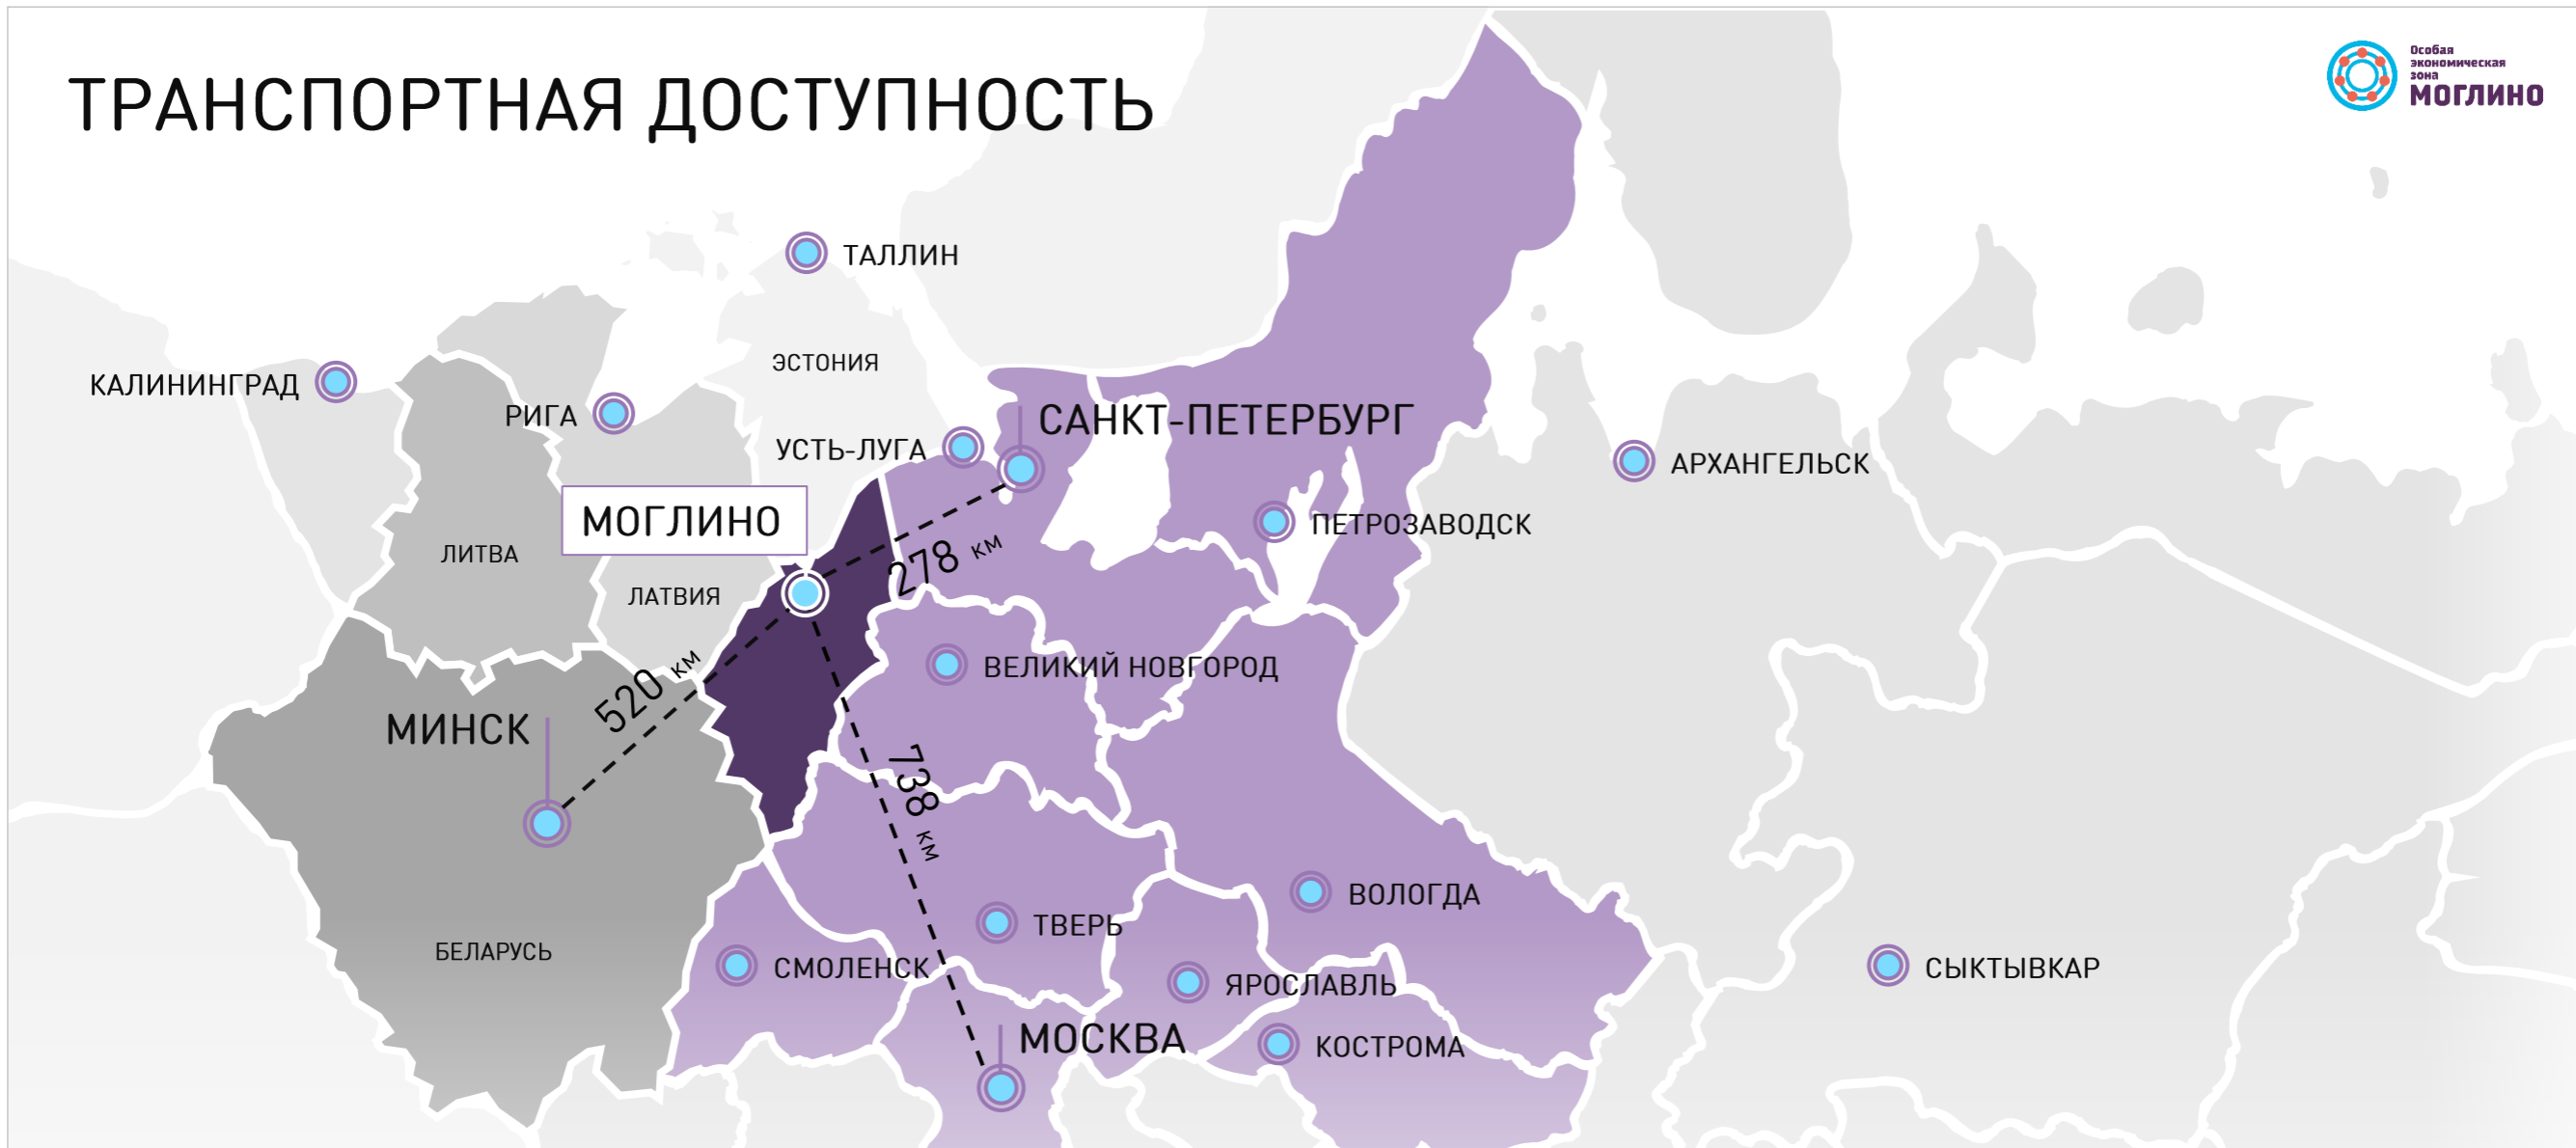 ТРАНСПОРТНАЯ ДОСТУПНОСТЬ
Особая
экономическая
зона
МОГЛИНО
ТАЛЛИН
ЭСТОНИЯ
КАЛИНИНГРАД
РИГА
САНКТ-ПЕТЕРБУРГ
УСТЬ-ЛУГА
АРХАНГЕЛЬСК
МОГЛИНО
ПЕТРОЗАВОДСК
ЛИТВА
278 КМ
ЛАТВИЯ
ВЕЛИКИЙ НОВГОРОД
520 КМ
МИНСК
738 КМ
ВОЛОГДА
ТВЕРЬ
БЕЛАРУСЬ
СМОЛЕНСК
СЫКТЫВКАР
ЯРОСЛАВЛЬ
МОСКВА
КОСТРОМА